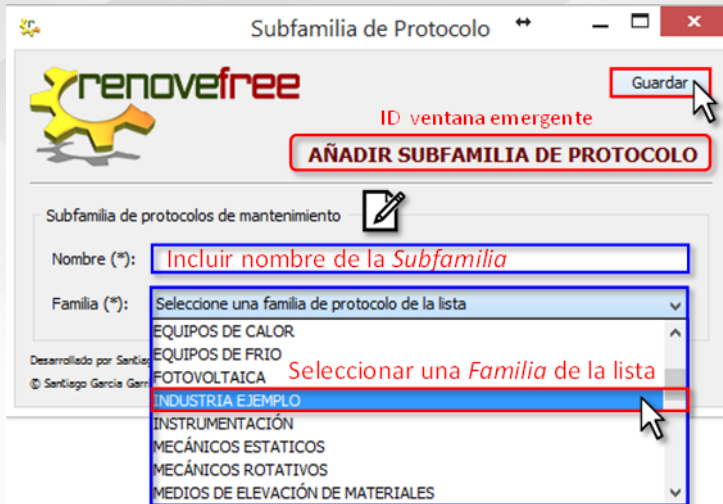 Subfamilia de Protocolo
renovefree
Guardar
ID ventana emergente
AÑADIR SUBFAMILIA DE PROTOCOLO
Subfamilia de protocolos de mantenimiento
Nombre (*):
Incluir nombre de la Subfamilia
Familia (*):
Seleccione una familia de protocolo de la lista
EQUIPOS DE CALOR
EQUIPOS DE FRIO
Desarrollado por Santia
FOTOVOLTAICA
Seleccionar una Familia de la lista
© Santiago Garcia Garr
INDUSTRIA EJEMPLO
INSTRUMENTACIÓN
MECÁNICOS ESTATICOS
MECÁNICOS ROTATIVOS
MEDIOS DE ELEVACIÓN DE MATERIALES